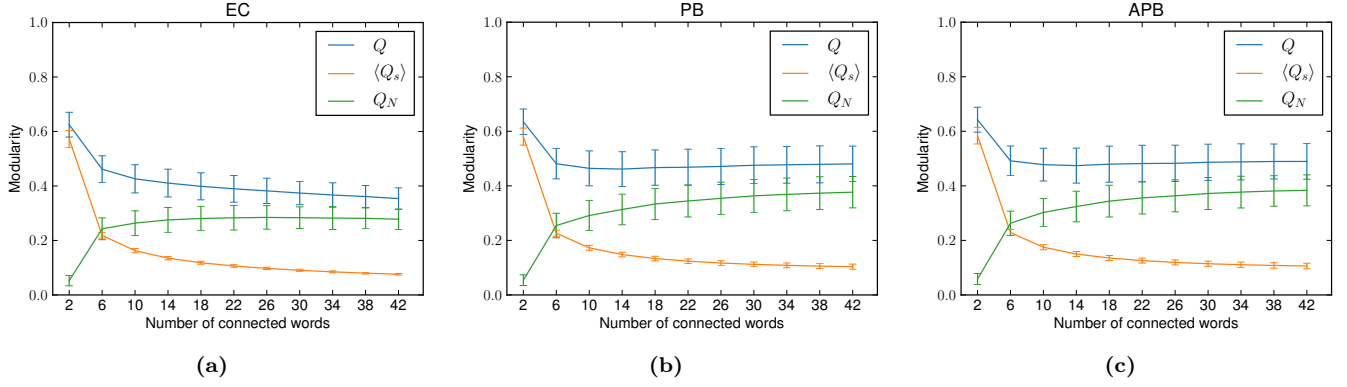 EC
1.0
0.8
0.6
0.4
0.2
0.0
Modularity
Q
⟨Q_s⟩
Q_N
2 6 10 14 18 22 26 30 34 38 42
Number of connected words
(a)
PB
1.0
0.8
0.6
0.4
0.2
0.0
Modularity
Q
⟨Q_s⟩
Q_N
2 6 10 14 18 22 26 30 34 38 42
Number of connected words
(b)
APB
1.0
0.8
0.6
0.4
0.2
0.0
Modularity
Q
⟨Q_s⟩
Q_N
2 6 10 14 18 22 26 30 34 38 42
Number of connected words
(c)